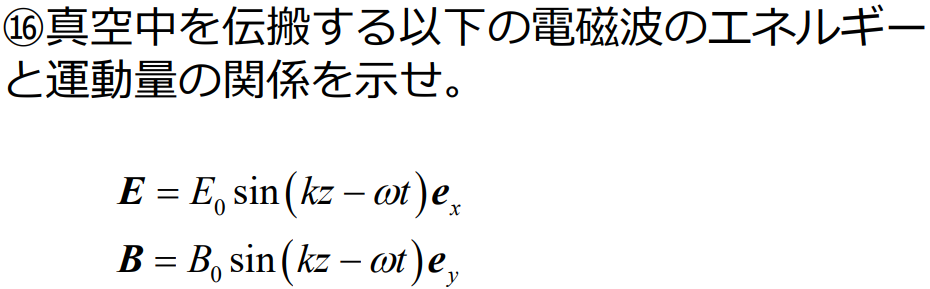 ⑯真空中を伝搬する以下の電磁波のエネルギー
と運動量の関係を示せ。
E = E₀ sin(kz − ωt)eₓ
B = B₀ sin(kz − ωt)e_y